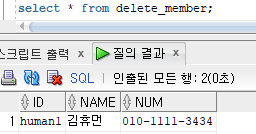 select * from delete_member;
스크립트 출력 × 질의 결과 ×
SQL | 인출된 모든 행: 2(0초)
ID NAME NUM
1 human1 김휴먼 010-1111-3434